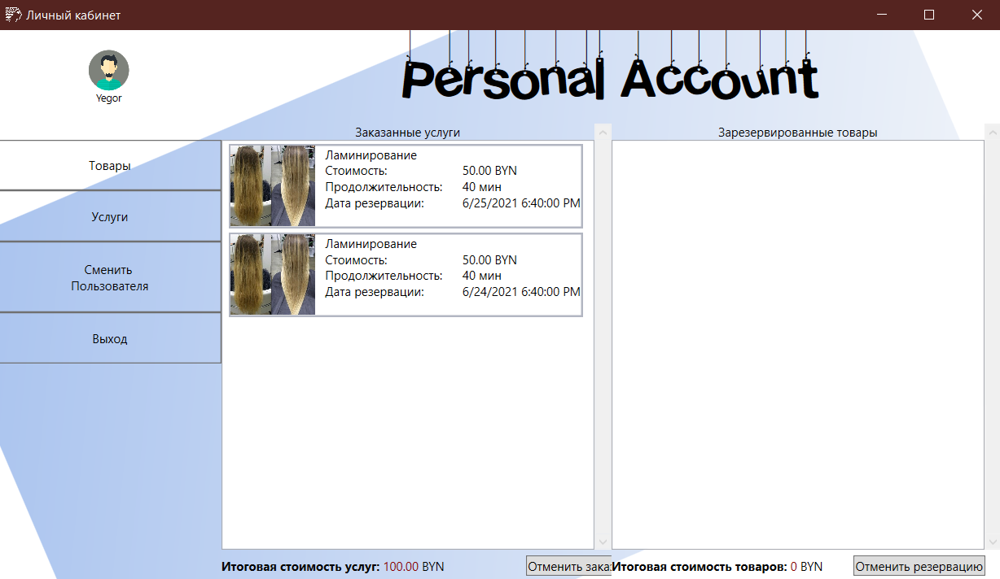 Личный кабинет
Personal Account
Yegor
Товары
Услуги
Сменить
Пользователя
Выход
Заказанные услуги
Ламинирование
Стоимость: 50.00 BYN
Продолжительность: 40 мин
Дата резервации: 6/25/2021 6:40:00 PM
Ламинирование
Стоимость: 50.00 BYN
Продолжительность: 40 мин
Дата резервации: 6/24/2021 6:40:00 PM
Итоговая стоимость услуг: 100.00 BYN
Отменить зака
Зарезервированные товары
Итоговая стоимость товаров: 0 BYN
Отменить резервацию